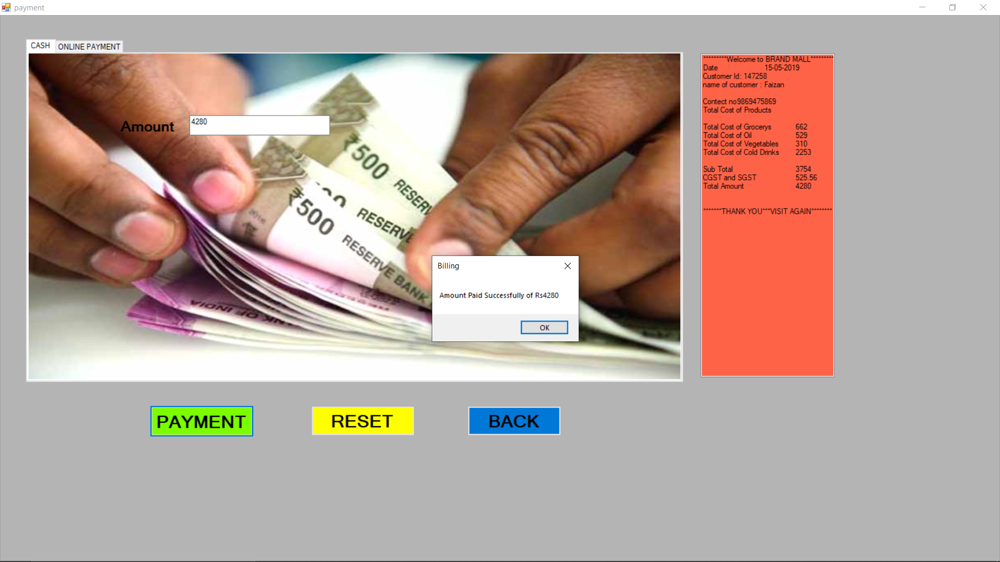 payment
CASH
ONLINE PAYMENT
Amount
4280
₹500
RESERV
₹500
RESERV
RESERVE BANK
2016
OF INDIA
*********Welcome to BRAND MALL*********
Date 15-05-2019
Customer Id: 147258
name of customer : Faizan
Contect no9869475869
Total Cost of Products
Total Cost of Grocerys 662
Total Cost of Oil 529
Total Cost of Vegetables 310
Total Cost of Cold Drinks 2253
Sub Total 3754
CGST and SGST 525.56
Total Amount 4280
*******THANK YOU***VISIT AGAIN********
Billing
Amount Paid Successfully of Rs4280
OK
PAYMENT
RESET
BACK